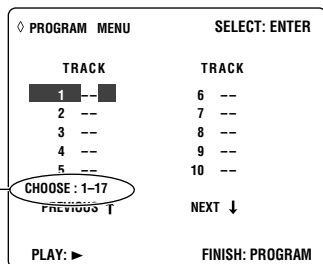 ◊ PROGRAM MENU SELECT: ENTER
TRACK TRACK
1 -- 6 --
2 -- 7 --
3 -- 8 --
4 -- 9 --
5 -- 10 --
CHOOSE : 1–17
PREVIOUS ↑ NEXT ↓
PLAY: ► FINISH: PROGRAM